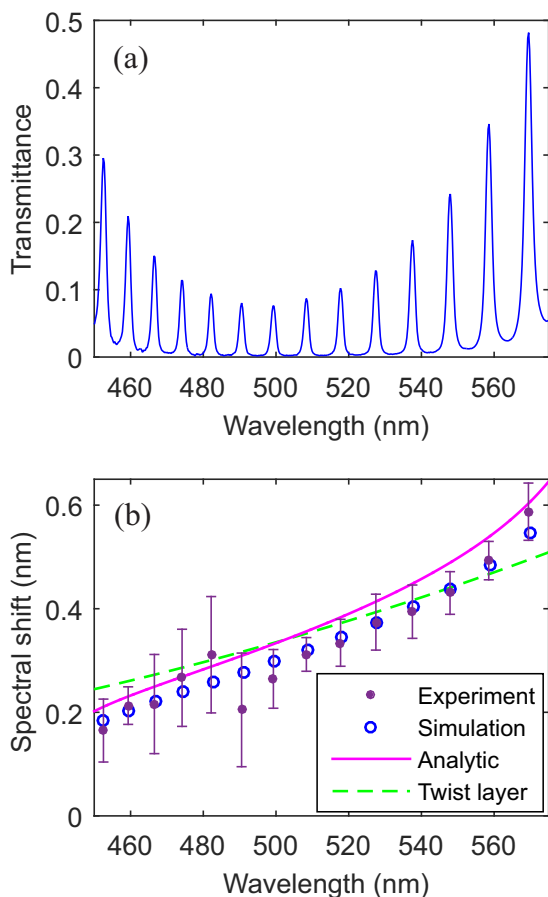 (a)
Transmittance
0.5
0.4
0.3
0.2
0.1
0
460 480 500 520 540 560
Wavelength (nm)
(b)
Spectral shift (nm)
0.6
0.4
0.2
0
Experiment
Simulation
Analytic
Twist layer
460 480 500 520 540 560
Wavelength (nm)